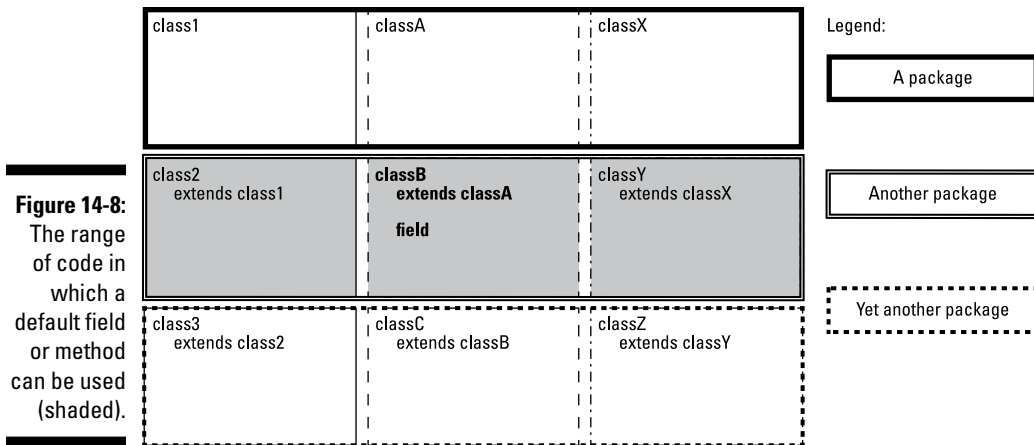 class1
classA
classX
class2
extends class1
classB
extends classA
field
classY
extends classX
class3
extends class2
classC
extends classB
classZ
extends classY
Legend:
A package
Another package
Yet another package
Figure 14-8:
The range
of code in
which a
default field
or method
can be used
(shaded).